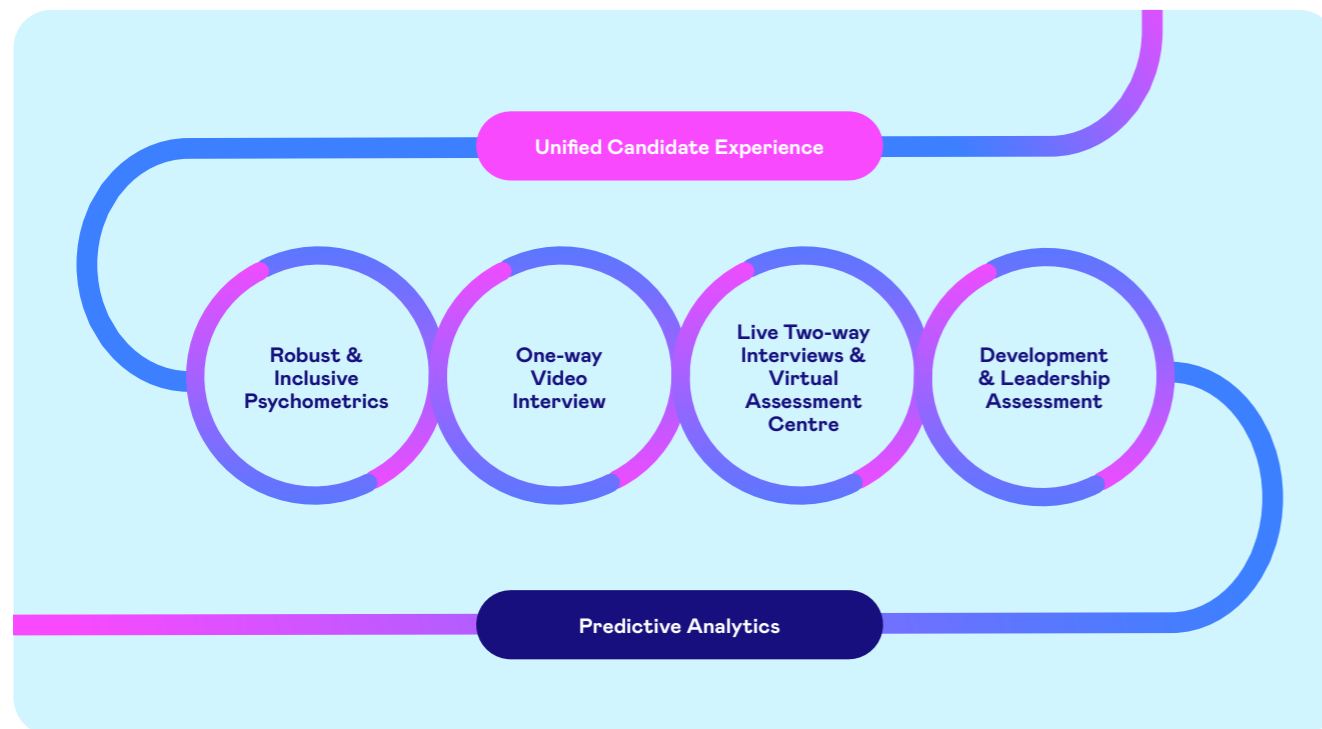 Unified Candidate Experience
Robust &
Inclusive
Psychometrics
One-way
Video
Interview
Live Two-way
Interviews &
Virtual
Assessment
Centre
Development
& Leadership
Assessment
Predictive Analytics